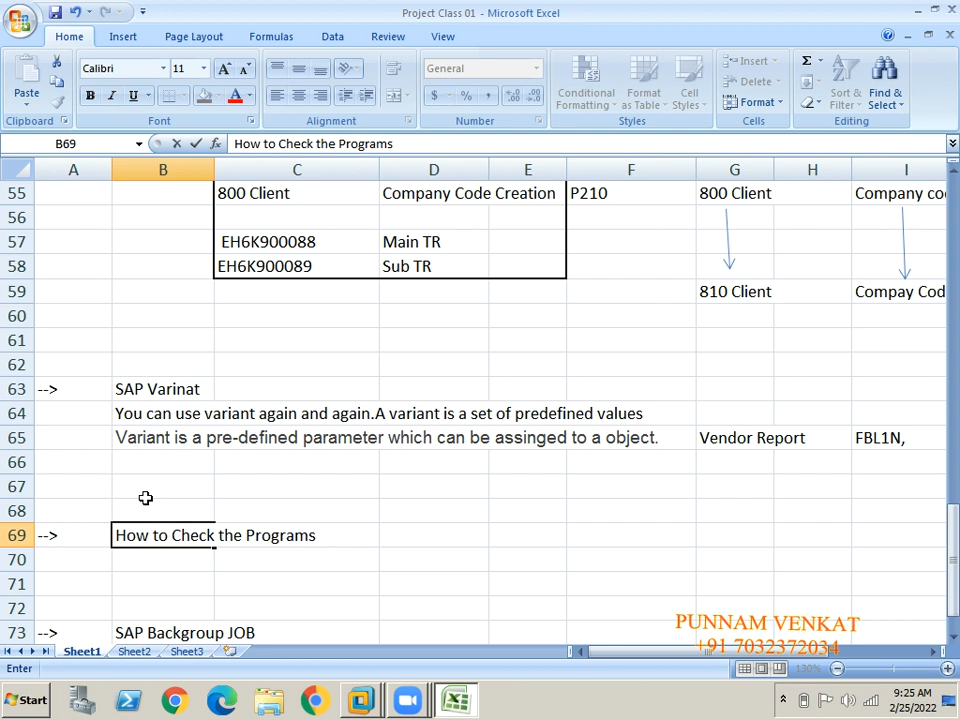 Project Class 01 - Microsoft Excel
Home Insert Page Layout Formulas Data Review View
Paste Calibri 11 A A General Conditional Formatting Format as Table Cell Styles Insert Delete Format Sort & Filter Find & Select
B I U A $ % ,
Clipboard Font Alignment Number Styles Cells Editing
B69 fx How to Check the Programs
A B C D E F G H I
55 800 Client Company Code Creation P210 800 Client Company co
56
57 EH6K900088 Main TR
58 EH6K900089 Sub TR
59 810 Client Compay Cod
60
61
62
63 --> SAP Varinat
64 You can use variant again and again.A variant is a set of predefined values
65 Variant is a pre-defined parameter which can be assinged to a object. Vendor Report FBL1N,
66
67
68
69 --> How to Check the Programs
70
71
72
73 --> SAP Backgroup JOB
PUNNAM VENKAT
+91 7032372034
Sheet1 Sheet2 Sheet3
Enter 130%
Start 9:25 AM
2/25/2022